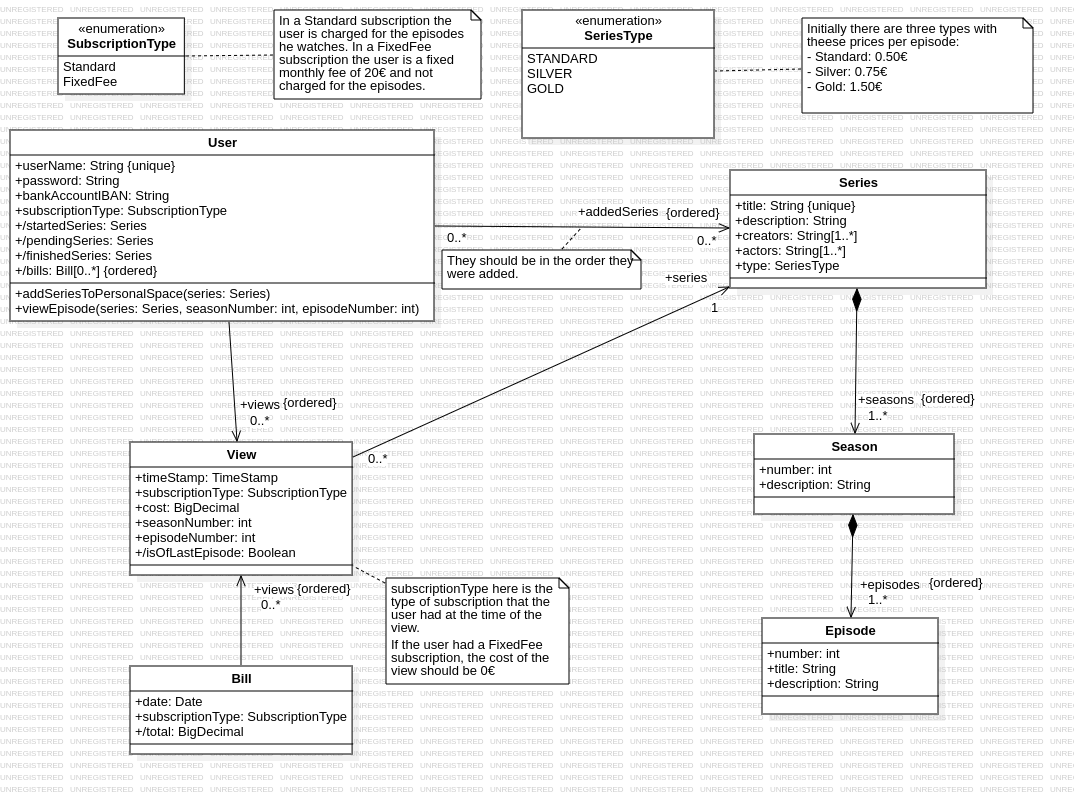 «enumeration»
SubscriptionType
Standard
FixedFee
In a Standard subscription the
user is charged for the episodes
he watches. In a FixedFee
subscription the user is a fixed
monthly fee of 20€ and not
charged for the episodes.
«enumeration»
SeriesType
STANDARD
SILVER
GOLD
Initially there are three types with
theese prices per episode:
- Standard: 0.50€
- Silver: 0.75€
- Gold: 1.50€
User
+userName: String {unique}
+password: String
+bankAccountIBAN: String
+subscriptionType: SubscriptionType
+/startedSeries: Series
+/pendingSeries: Series
+/finishedSeries: Series
+/bills: Bill[0..*] {ordered}
+addSeriesToPersonalSpace(series: Series)
+viewEpisode(series: Series, seasonNumber: int, episodeNumber: int)
+addedSeries {ordered}
0..*
0..*
They should be in the order they
were added.
Series
+title: String {unique}
+description: String
+creators: String[1..*]
+actors: String[1..*]
+type: SeriesType
+series
1
0..*
+views {ordered}
0..*
+seasons {ordered}
1..*
View
+timeStamp: TimeStamp
+subscriptionType: SubscriptionType
+cost: BigDecimal
+seasonNumber: int
+episodeNumber: int
+/isOfLastEpisode: Boolean
Season
+number: int
+description: String
+views {ordered}
0..*
subscriptionType here is the
type of subscription that the
user had at the time of the
view.
If the user had a FixedFee
subscription, the cost of the
view should be 0€
+episodes {ordered}
1..*
Episode
+number: int
+title: String
+description: String
Bill
+date: Date
+subscriptionType: SubscriptionType
+/total: BigDecimal
UNREGISTERED